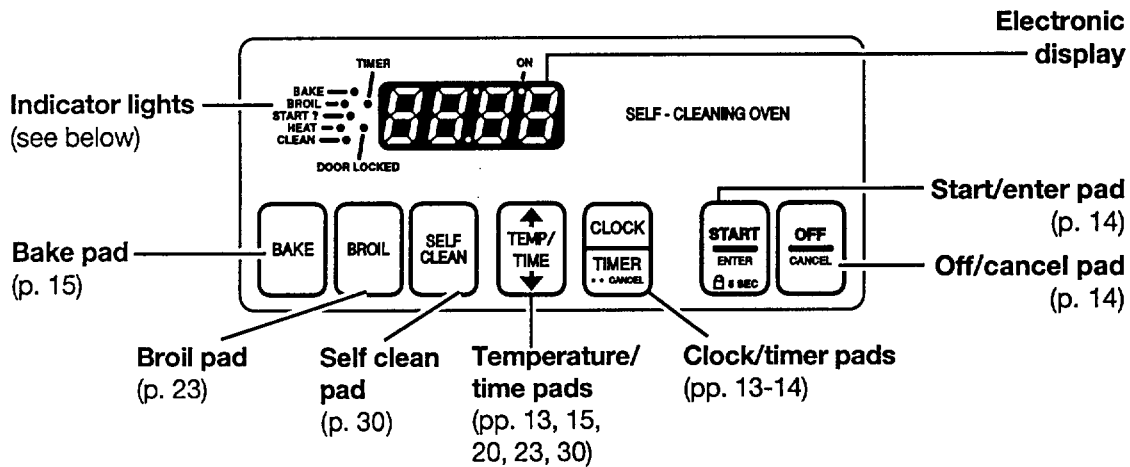 Electronic
display
TIMER
ON
BAKE
BROIL
START ?
HEAT
CLEAN
DOOR LOCKED
88:88
SELF - CLEANING OVEN
Indicator lights
(see below)
Start/enter pad
(p. 14)
Bake pad
(p. 15)
BAKE
BROIL
SELF
CLEAN
TEMP/
TIME
CLOCK
TIMER
•• CANCEL
START
ENTER
5 SEC
OFF
CANCEL
Off/cancel pad
(p. 14)
Broil pad
(p. 23)
Self clean
pad
(p. 30)
Temperature/
time pads
(pp. 13, 15,
20, 23, 30)
Clock/timer pads
(pp. 13-14)